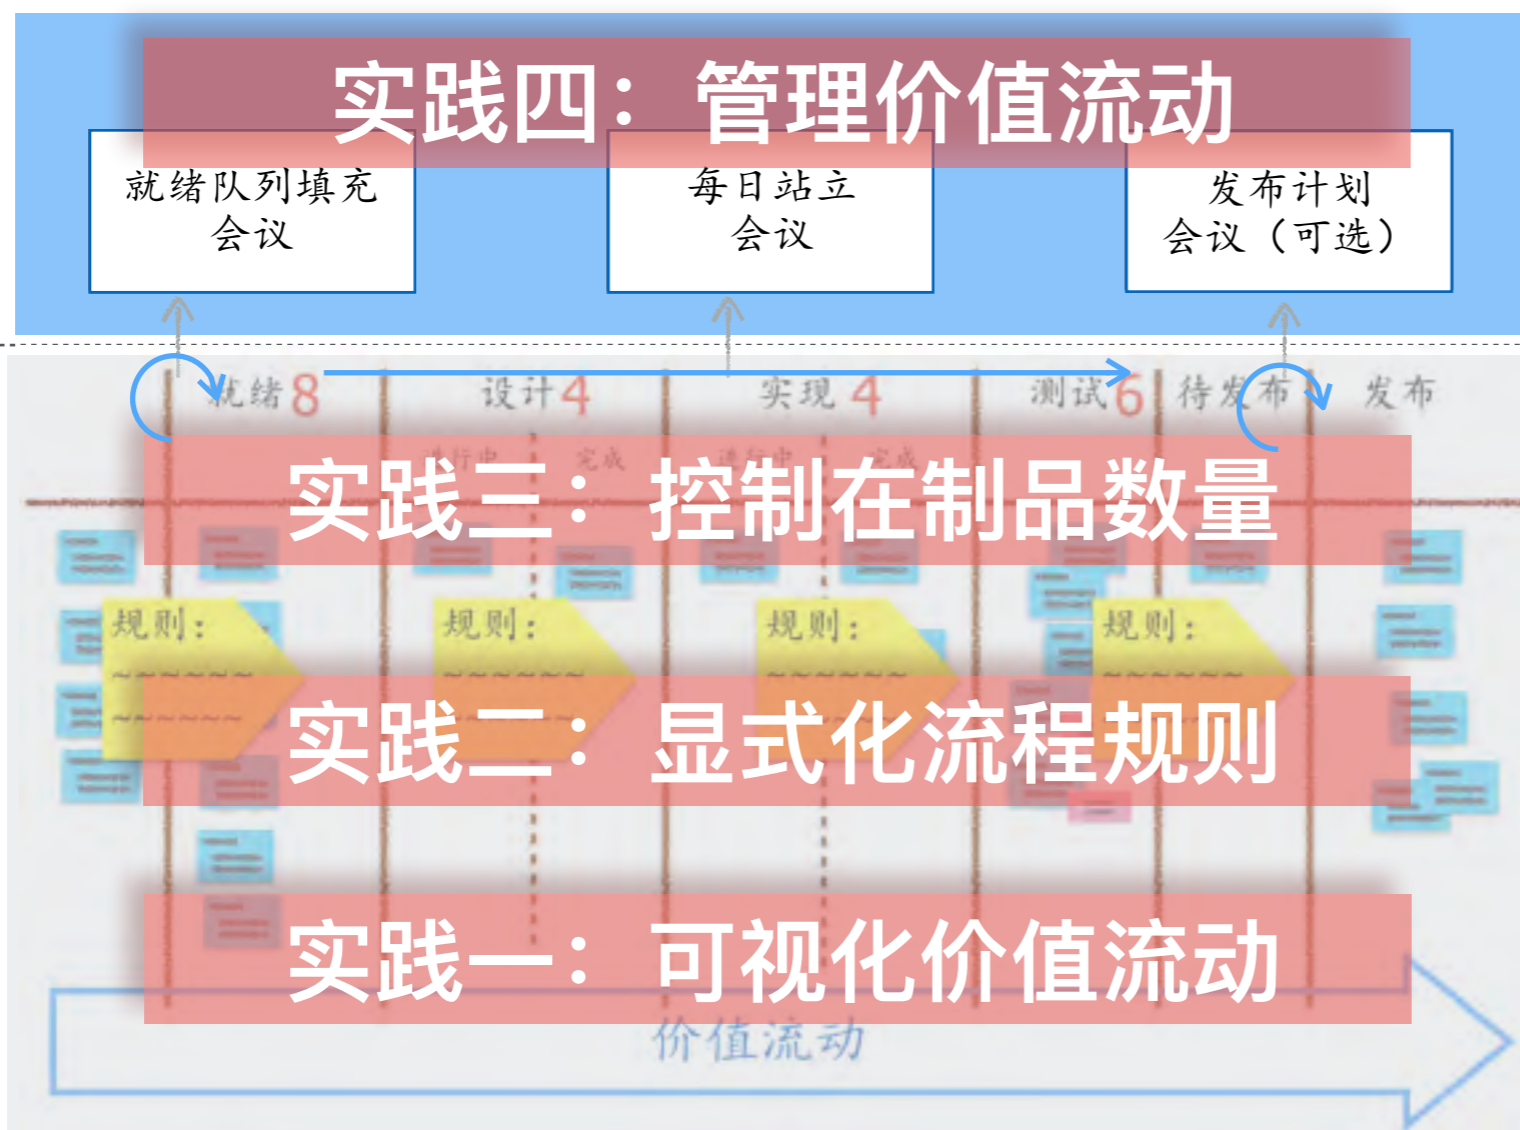 实践四：管理价值流动
就绪队列填充
会议
每日站立
会议
发布计划
会议（可选）
就绪8
设计4
实现 4
测试6
待发布
发布
进行中
完成
进行中
完成
实践三：控制在制品数量
规则：
规则：
规则：
规则：
实践二：显式化流程规则
实践一：可视化价值流动
价值流动